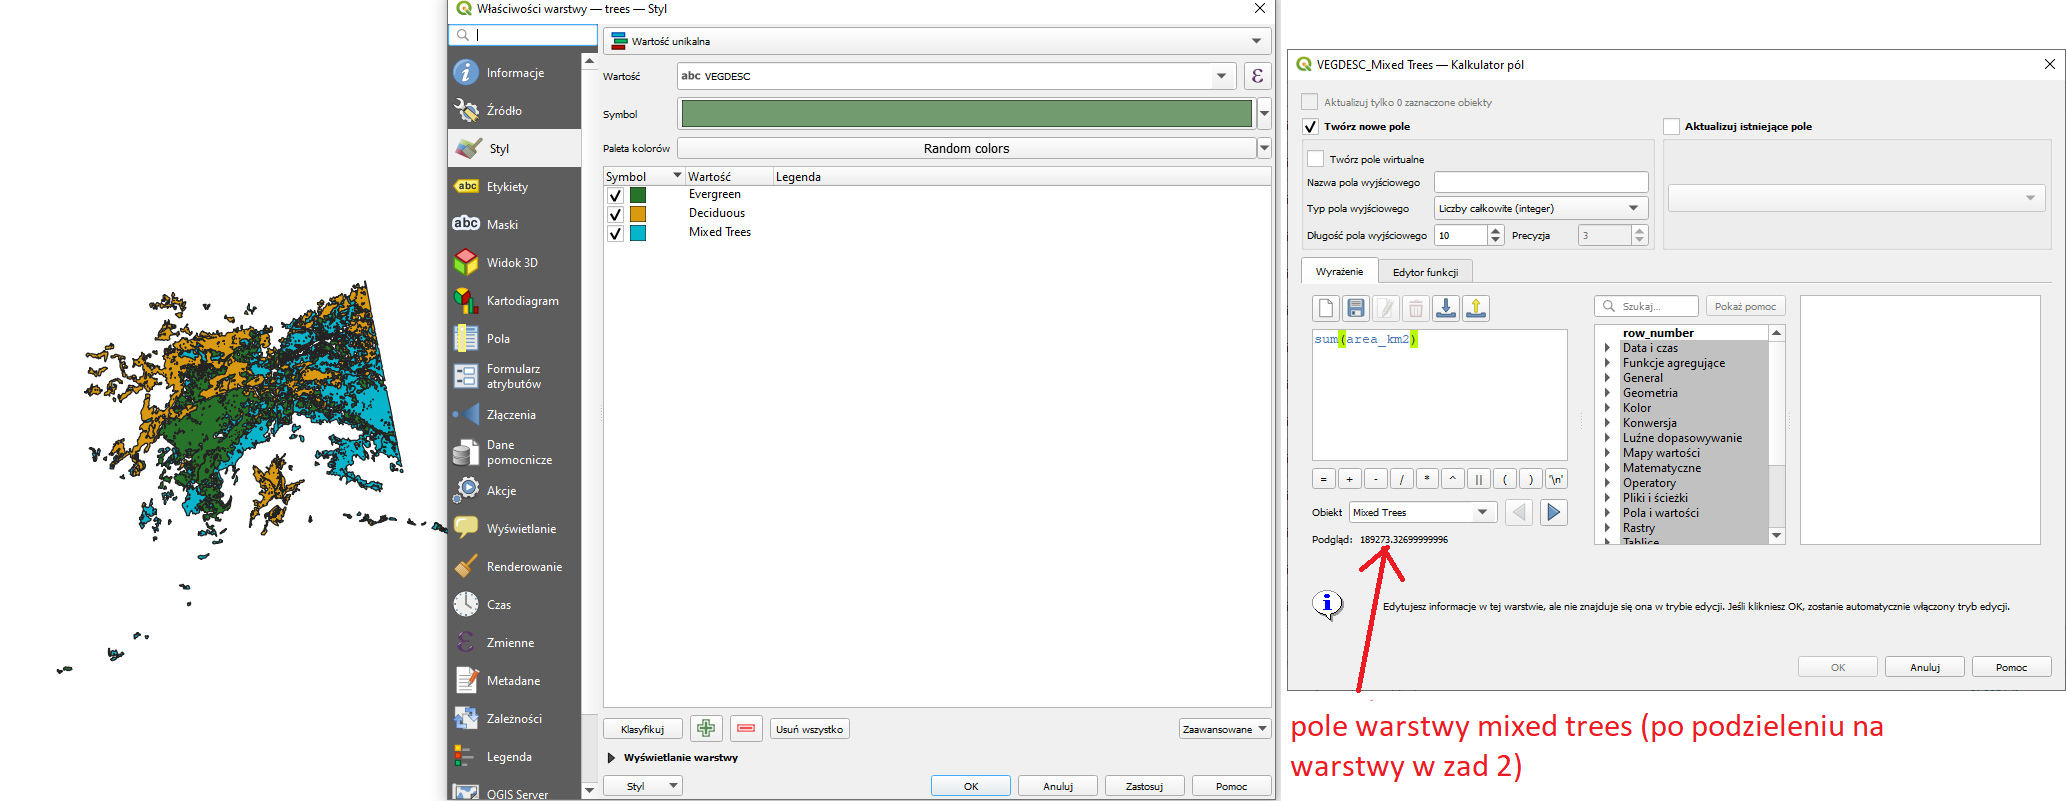 Właściwości warstwy — trees — Styl
Informacje
Źródło
Styl
abc Etykiety
abc Maski
Widok 3D
Kartodiagram
Pola
Formularz
atrybutów
Złączenia
Dane
pomocnicze
Akcje
Wyświetlanie
Renderowanie
Czas
ε Zmienne
Metadane
Zależności
Legenda
QGIS Server
Wartość unikalna
Wartość abc VEGDESC ε
Symbol
Paleta kolorów Random colors
Symbol Wartość Legenda
Evergreen
Deciduous
Mixed Trees
Klasyfikuj Usuń wszystko Zaawansowane
Wyświetlanie warstwy
Styl OK Anuluj Zastosuj Pomoc
VEGDESC_Mixed Trees — Kalkulator pól
Aktualizuj tylko 0 zaznaczone obiekty
Twórz nowe pole
Aktualizuj istniejące pole
Twórz pole wirtualne
Nazwa pola wyjściowego
Typ pola wyjściowego Liczby całkowite (integer)
Długość pola wyjściowego 10 Precyzja 3
Wyrażenie Edytor funkcji
Szukaj... Pokaż pomoc
sum(area_km2)
row_number
Data i czas
Funkcje agregujące
General
Geometria
Kolor
Konwersja
Luźne dopasowywanie
Mapy wartości
Matematyczne
Operatory
Pliki i ścieżki
Pola i wartości
Rastry
Tablice
= + - / * ^ || ( ) '\n'
Obiekt Mixed Trees
Podgląd: 189273.32699999996
Edytujesz informacje w tej warstwie, ale nie znajduje się ona w trybie edycji. Jeśli klikniesz OK, zostanie automatycznie włączony tryb edycji.
OK Anuluj Pomoc
pole warstwy mixed trees (po podzieleniu na
warstwy w zad 2)